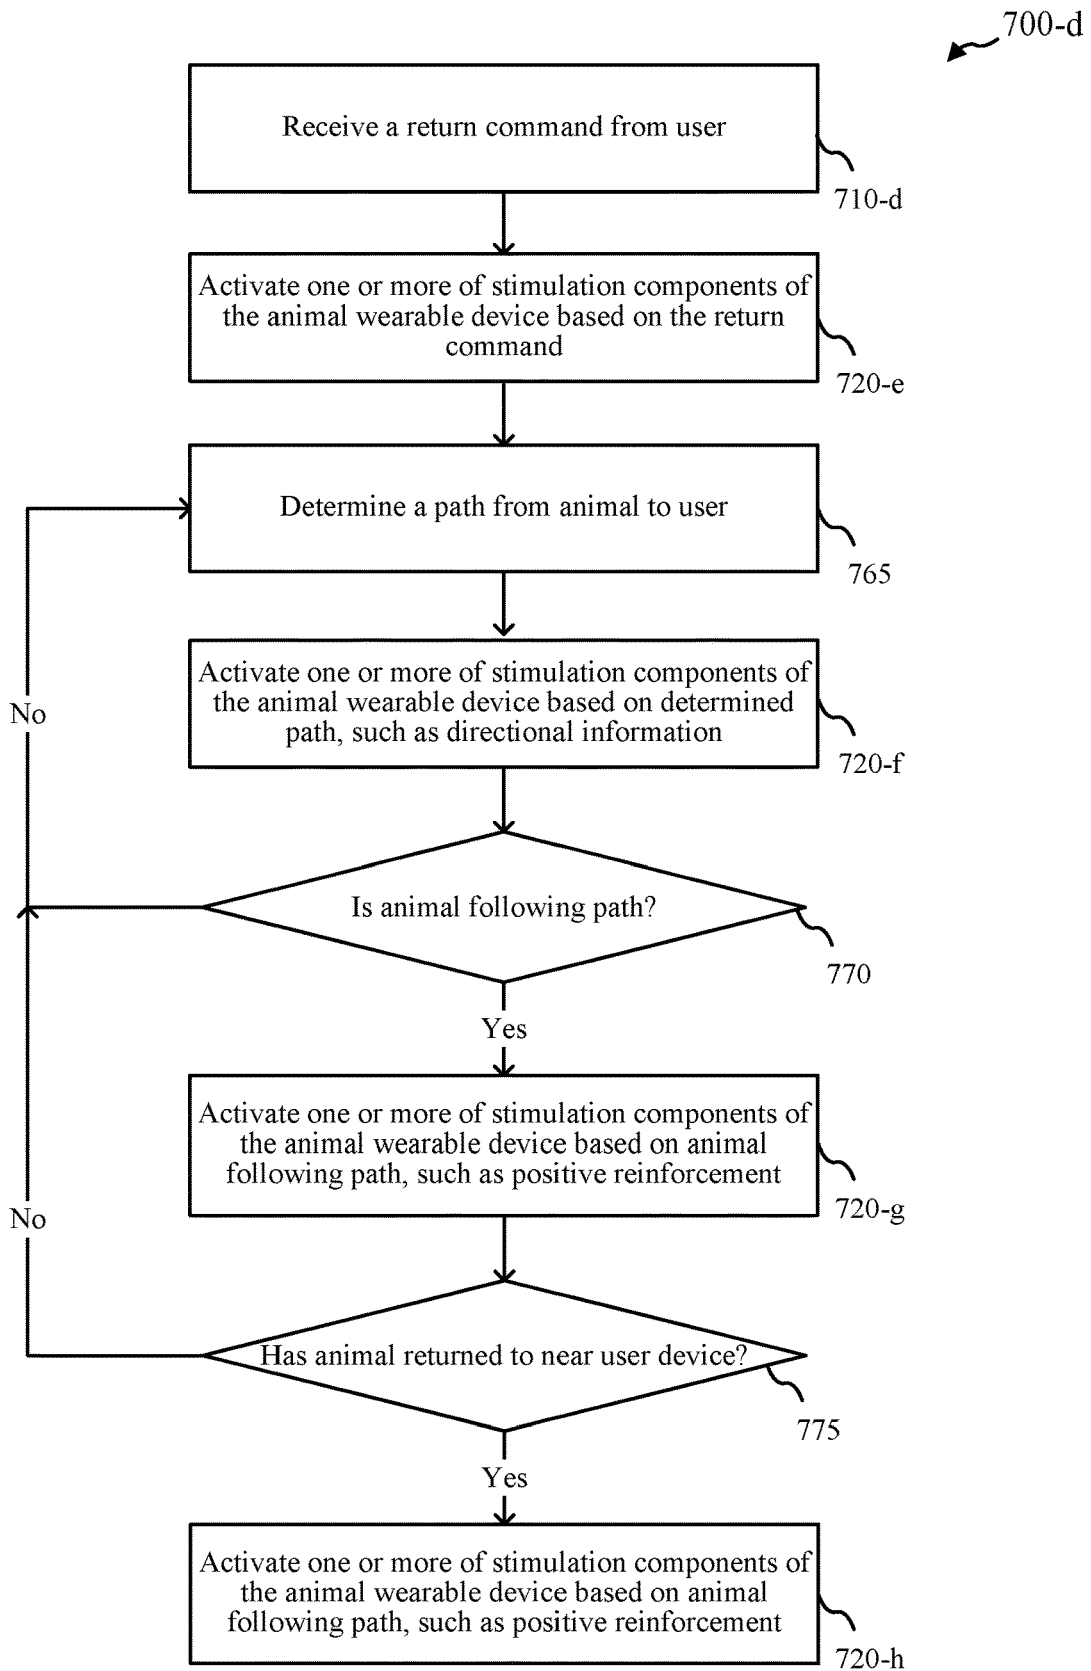 700-d
Receive a return command from user
710-d
Activate one or more of stimulation components of
the animal wearable device based on the return
command
720-e
Determine a path from animal to user
765
Activate one or more of stimulation components of
the animal wearable device based on determined
path, such as directional information
720-f
No
Is animal following path?
770
Yes
Activate one or more of stimulation components of
the animal wearable device based on animal
following path, such as positive reinforcement
720-g
No
Has animal returned to near user device?
775
Yes
Activate one or more of stimulation components of
the animal wearable device based on animal
following path, such as positive reinforcement
720-h